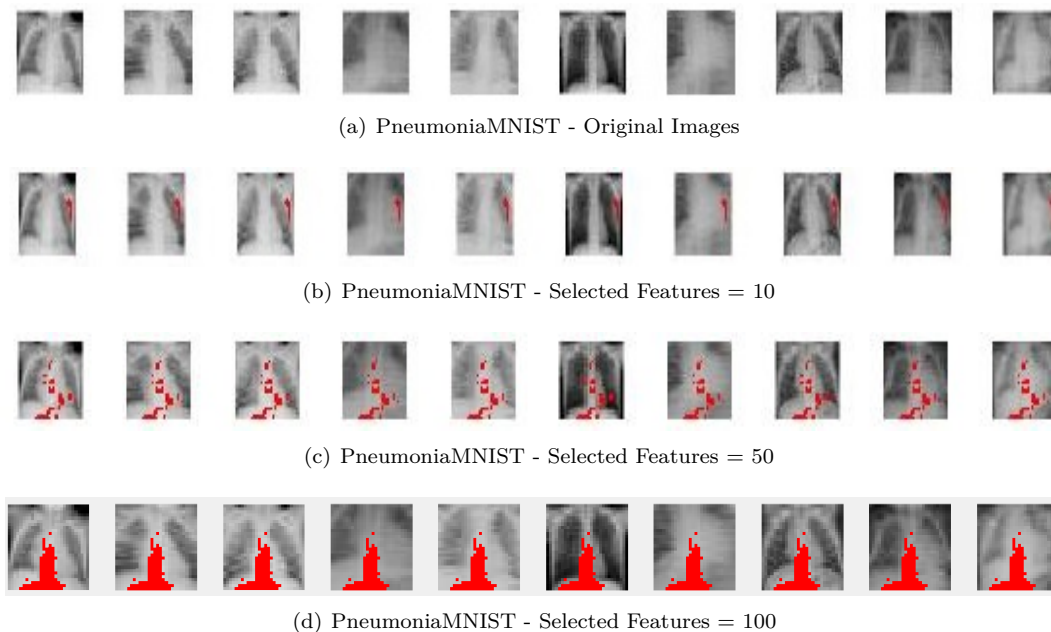 (a) PneumoniaMNIST - Original Images
(b) PneumoniaMNIST - Selected Features = 10
(c) PneumoniaMNIST - Selected Features = 50
(d) PneumoniaMNIST - Selected Features = 100